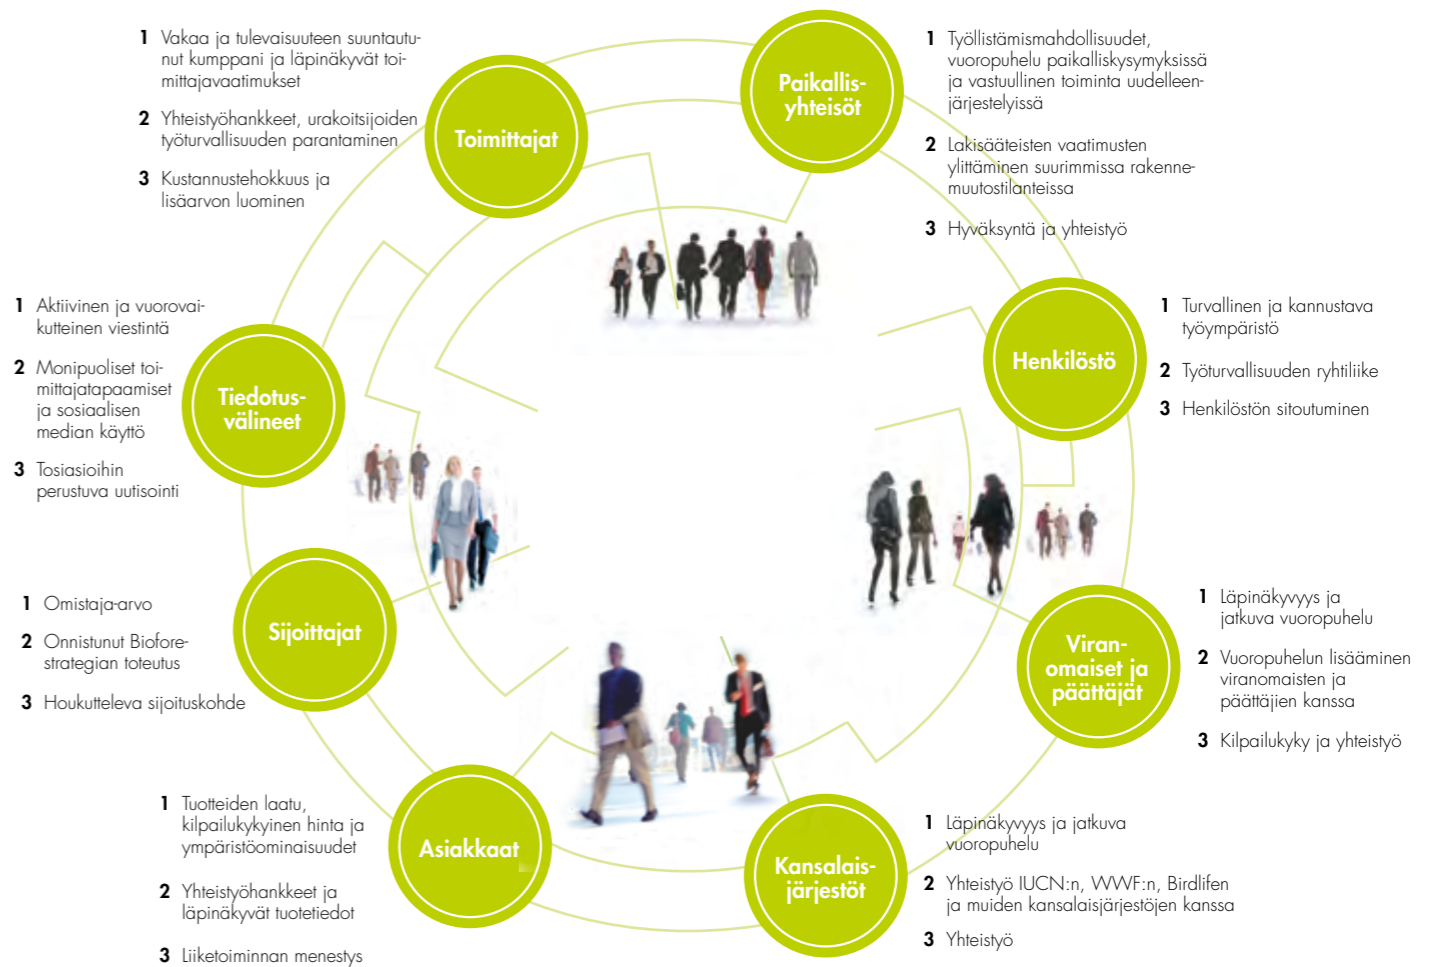 Toimittajat
1 Vakaa ja tulevaisuuteen suuntautu-
nut kumppani ja läpinäkyvät toi-
mittajavaatimukset
2 Yhteistyöhankkeet, urakoitsijoiden
työturvallisuuden parantaminen
3 Kustannustehokkuus ja
lisäarvon luominen
Paikallis-
yhteisöt
1 Työllistämismahdollisuudet,
vuoropuhelu paikalliskysymyksissä
ja vastuullinen toiminta uudelleen-
järjestelyissä
2 Lakisääteisten vaatimusten
ylittäminen suurimmissa rakenne-
muutostilanteissa
3 Hyväksyntä ja yhteistyö
Tiedotus-
välineet
1 Aktiivinen ja vuorovai-
kutteinen viestintä
2 Monipuoliset toi-
mittajatapaamiset
ja sosiaalisen
median käyttö
3 Tosiasioihin
perustuva uutisointi
Henkilöstö
1 Turvallinen ja kannustava
työympäristö
2 Työturvallisuuden ryhtiliike
3 Henkilöstön sitoutuminen
Sijoittajat
1 Omistaja-arvo
2 Onnistunut Biofore-
strategian toteutus
3 Houkutteleva sijoituskohde
Viran-
omaiset ja
päättäjät
1 Läpinäkyvyys ja
jatkuva vuoropuhelu
2 Vuoropuhelun lisääminen
viranomaisten ja
päättäjien kanssa
3 Kilpailukyky ja yhteistyö
Asiakkaat
1 Tuotteiden laatu,
kilpailukykyinen hinta ja
ympäristöominaisuudet
2 Yhteistyöhankkeet ja
läpinäkyvät tuotetiedot
3 Liiketoiminnan menestys
Kansalais-
järjestöt
1 Läpinäkyvyys ja jatkuva
vuoropuhelu
2 Yhteistyö IUCN:n, WWF:n, Birdlifen
ja muiden kansalaisjärjestöjen kanssa
3 Yhteistyö